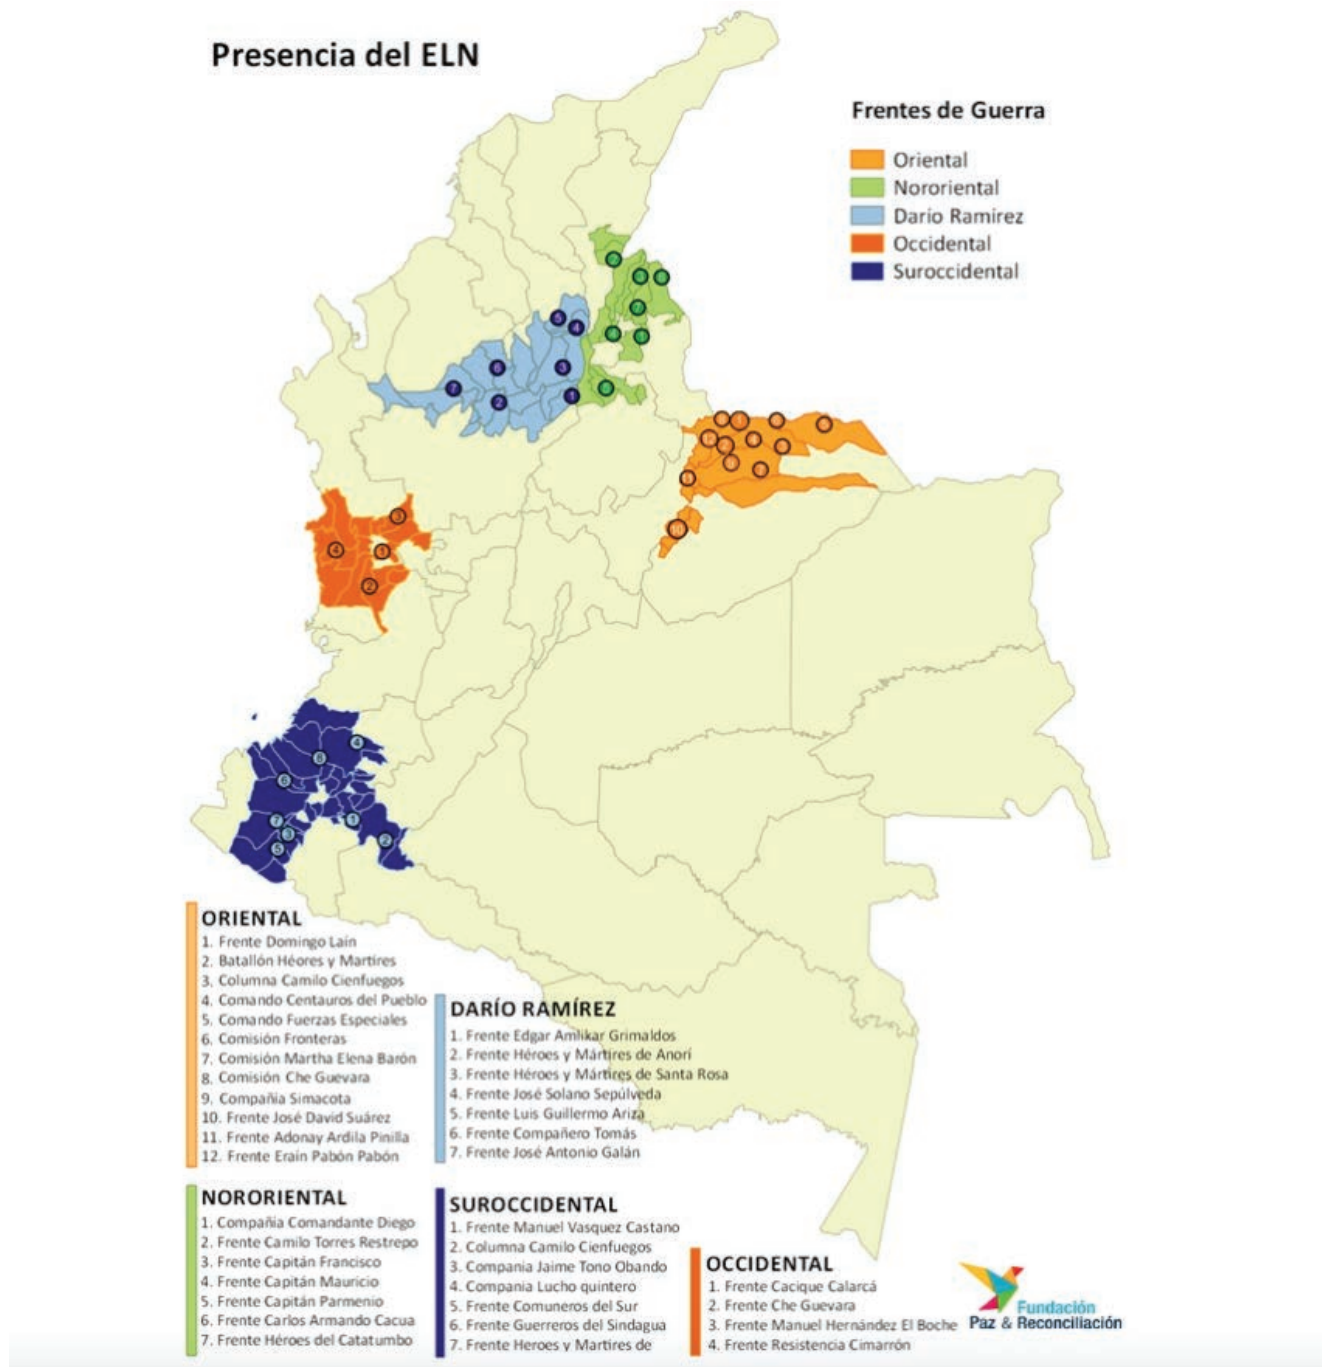 Presencia del ELN
Frentes de Guerra
Oriental
Nororiental
Darío Ramirez
Occidental
Suroccidental
ORIENTAL
1. Frente Domingo Laín
2. Batallón Héores y Martires
3. Columna Camilo Cienfuegos
4. Comando Centauros del Pueblo
5. Comando Fuerzas Especiales
6. Comisión Fronteras
7. Comisión Martha Elena Barón
8. Comisión Che Guevara
9. Compañia Simacota
10. Frente José David Suárez
11. Frente Adonay Ardila Pinilla
12. Frente Eraín Pabón Pabón
NORORIENTAL
1. Compañia Comandante Diego
2. Frente Camilo Torres Restrepo
3. Frente Capitán Francisco
4. Frente Capitán Mauricio
5. Frente Capitán Parmenio
6. Frente Carlos Armando Cacua
7. Frente Héroes del Catatumbo
DARÍO RAMÍREZ
1. Frente Edgar Amlikar Grimaldos
2. Frente Héroes y Mártires de Anorí
3. Frente Héroes y Mártires de Santa Rosa
4. Frente José Solano Sepúlveda
5. Frente Luis Guillermo Ariza
6. Frente Compañero Tomás
7. Frente José Antonio Galán
SUROCCIDENTAL
1. Frente Manuel Vasquez Castano
2. Columna Camilo Cienfuegos
3. Compania Jaime Tono Obando
4. Compania Lucho quintero
5. Frente Comuneros del Sur
6. Frente Guerreros del Sindagua
7. Frente Heroes y Martires de
OCCIDENTAL
1. Frente Cacique Calarcá
2. Frente Che Guevara
3. Frente Manuel Hernández El Boche
4. Frente Resistencia Cimarrón
Fundación
Paz & Reconciliación